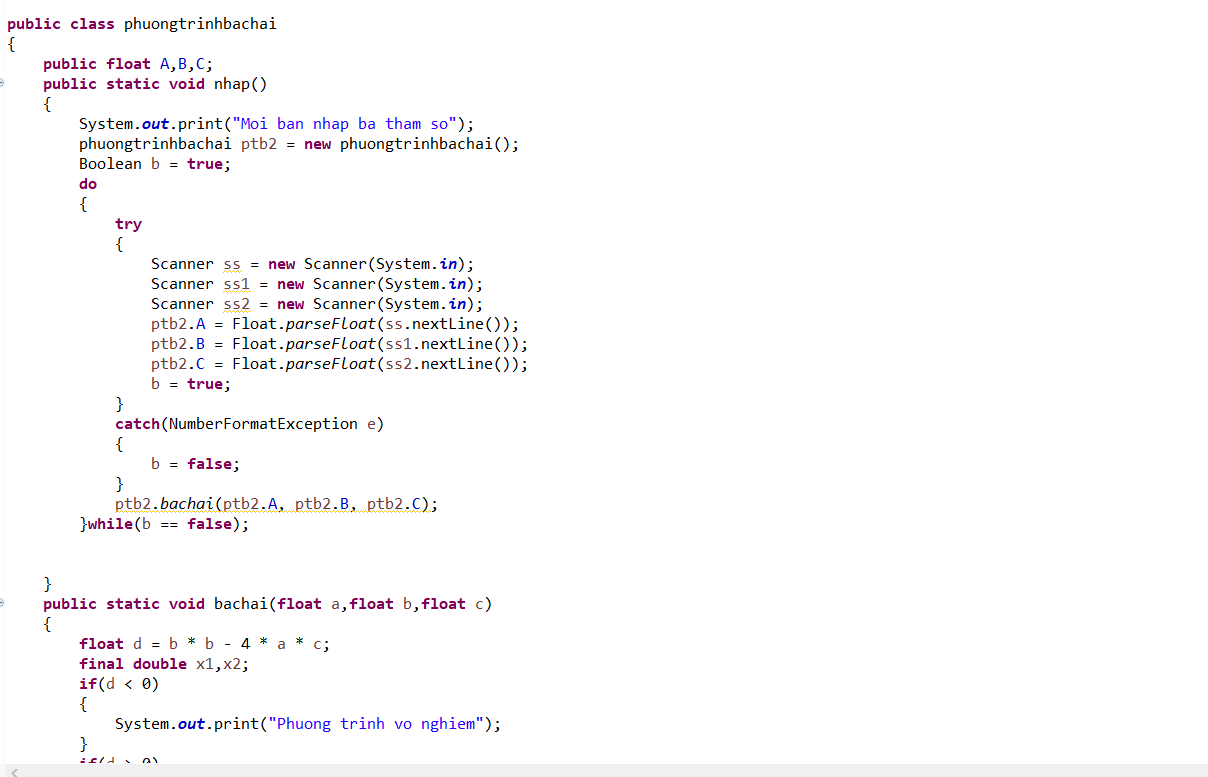 public class phuongtrinhbachai
{
    public float A,B,C;
    public static void nhap()
    {
        System.out.print("Moi ban nhap ba tham so");
        phuongtrinhbachai ptb2 = new phuongtrinhbachai();
        Boolean b = true;
        do
        {
            try
            {
                Scanner ss = new Scanner(System.in);
                Scanner ss1 = new Scanner(System.in);
                Scanner ss2 = new Scanner(System.in);
                ptb2.A = Float.parseFloat(ss.nextLine());
                ptb2.B = Float.parseFloat(ss1.nextLine());
                ptb2.C = Float.parseFloat(ss2.nextLine());
                b = true;
            }
            catch(NumberFormatException e)
            {
                b = false;
            }
            ptb2.bachai(ptb2.A, ptb2.B, ptb2.C);
        }while(b == false);
    }
    public static void bachai(float a,float b,float c)
    {
        float d = b * b - 4 * a * c;
        final double x1,x2;
        if(d < 0)
        {
            System.out.print("Phuong trinh vo nghiem");
        }
        if(d > 0)